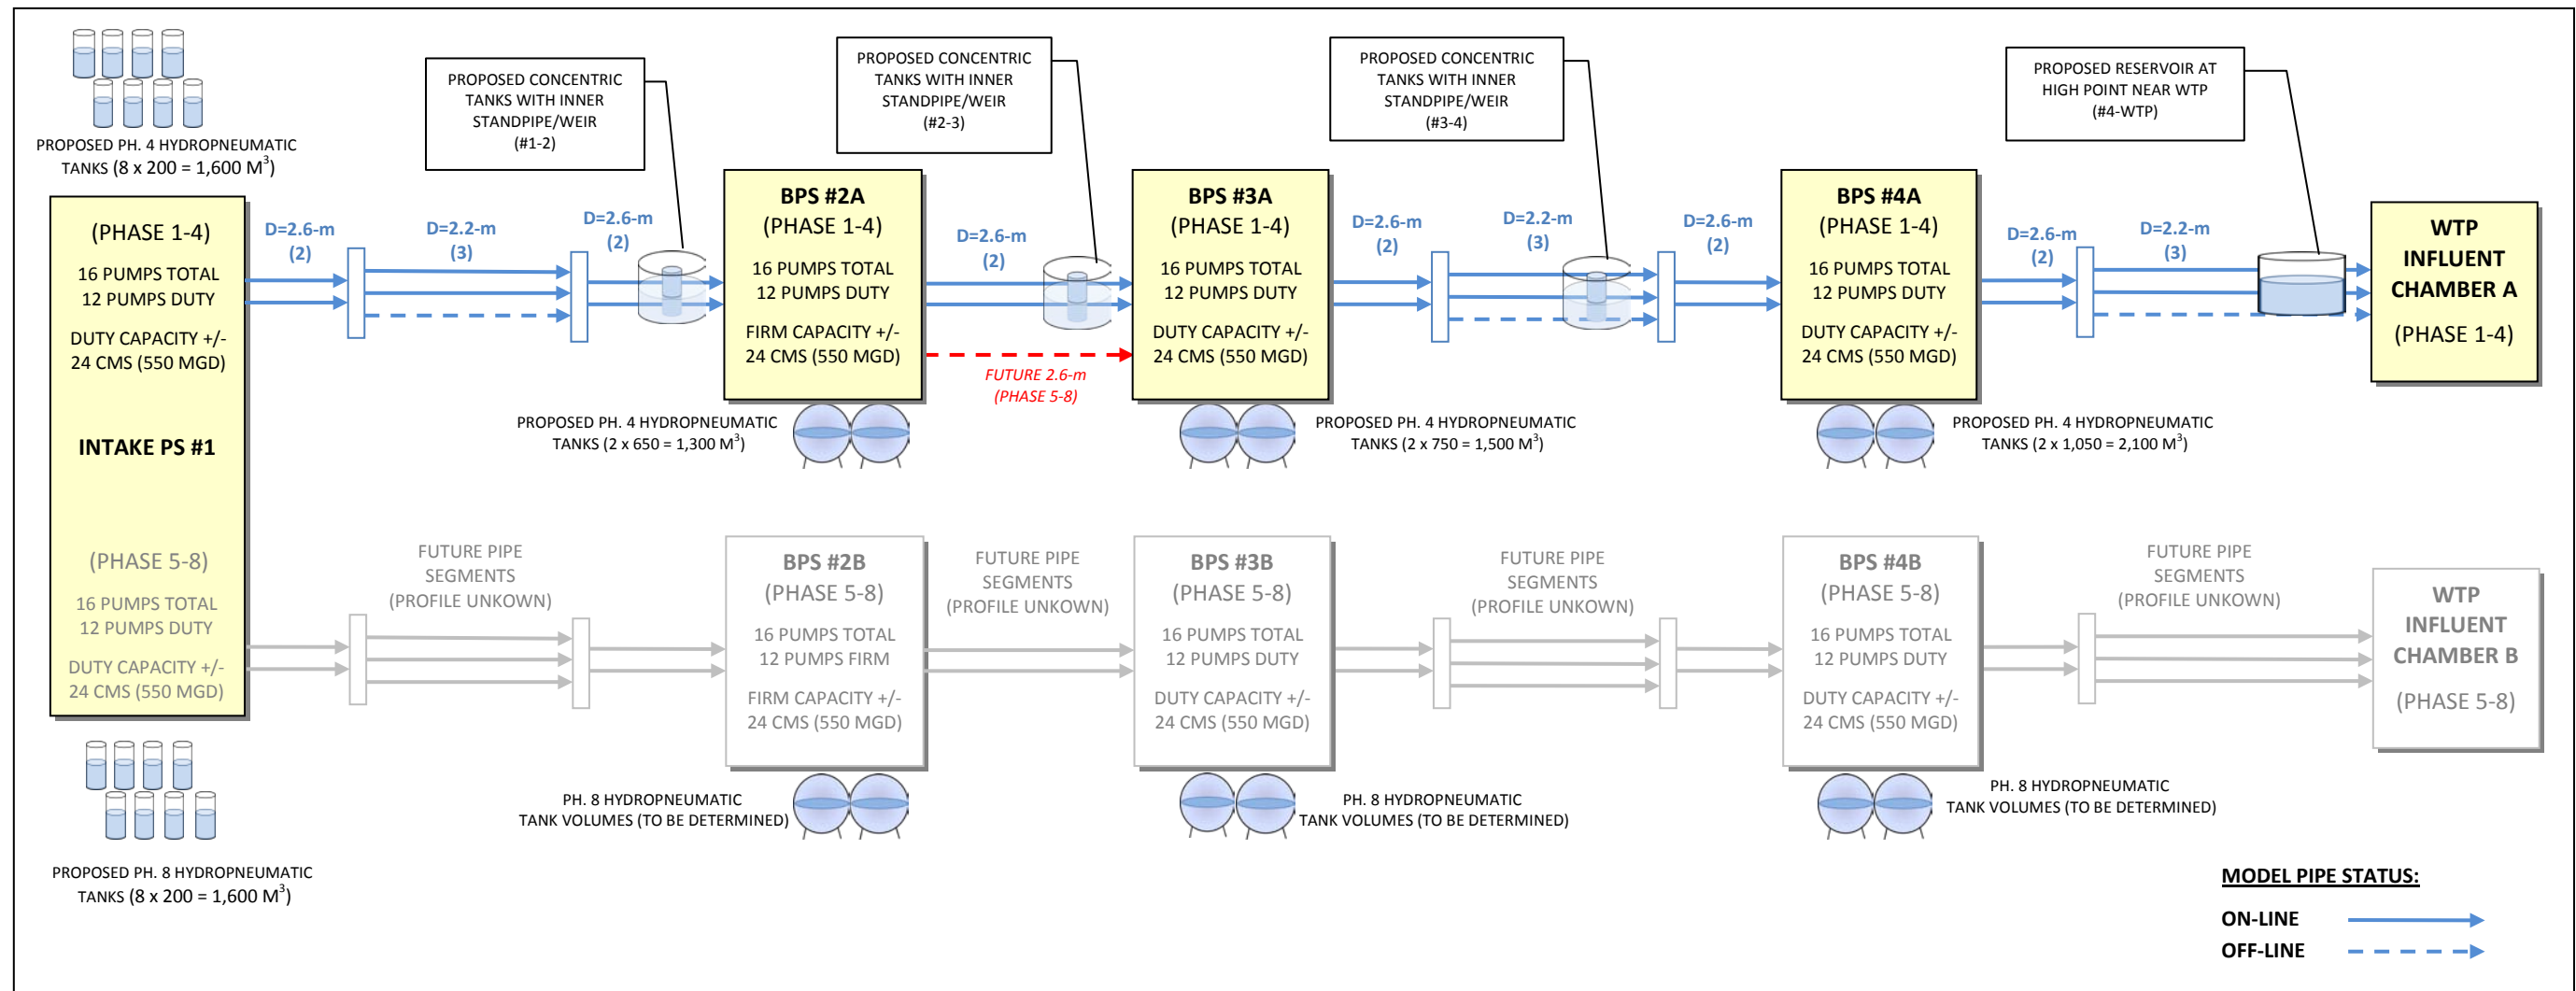 PROPOSED PH. 4 HYDROPNEUMATIC
TANKS (8 x 200 = 1,600 M³)
PROPOSED CONCENTRIC
TANKS WITH INNER
STANDPIPE/WEIR
(#1-2)
PROPOSED CONCENTRIC
TANKS WITH INNER
STANDPIPE/WEIR
(#2-3)
PROPOSED CONCENTRIC
TANKS WITH INNER
STANDPIPE/WEIR
(#3-4)
PROPOSED RESERVOIR AT
HIGH POINT NEAR WTP
(#4-WTP)
(PHASE 1-4)
16 PUMPS TOTAL
12 PUMPS DUTY
DUTY CAPACITY +/-
24 CMS (550 MGD)
INTAKE PS #1
(PHASE 5-8)
16 PUMPS TOTAL
12 PUMPS DUTY
DUTY CAPACITY +/-
24 CMS (550 MGD)
D=2.6-m
(2)
D=2.2-m
(3)
D=2.6-m
(2)
BPS #2A
(PHASE 1-4)
16 PUMPS TOTAL
12 PUMPS DUTY
FIRM CAPACITY +/-
24 CMS (550 MGD)
D=2.6-m
(2)
FUTURE 2.6-m
(PHASE 5-8)
BPS #3A
(PHASE 1-4)
16 PUMPS TOTAL
12 PUMPS DUTY
DUTY CAPACITY +/-
24 CMS (550 MGD)
D=2.6-m
(2)
D=2.2-m
(3)
D=2.6-m
(2)
BPS #4A
(PHASE 1-4)
16 PUMPS TOTAL
12 PUMPS DUTY
DUTY CAPACITY +/-
24 CMS (550 MGD)
D=2.6-m
(2)
D=2.2-m
(3)
WTP
INFLUENT
CHAMBER A
(PHASE 1-4)
PROPOSED PH. 4 HYDROPNEUMATIC
TANKS (2 x 650 = 1,300 M³)
PROPOSED PH. 4 HYDROPNEUMATIC
TANKS (2 x 750 = 1,500 M³)
PROPOSED PH. 4 HYDROPNEUMATIC
TANKS (2 x 1,050 = 2,100 M³)
FUTURE PIPE
SEGMENTS
(PROFILE UNKOWN)
BPS #2B
(PHASE 5-8)
16 PUMPS TOTAL
12 PUMPS FIRM
FIRM CAPACITY +/-
24 CMS (550 MGD)
FUTURE PIPE
SEGMENTS
(PROFILE UNKOWN)
BPS #3B
(PHASE 5-8)
16 PUMPS TOTAL
12 PUMPS DUTY
DUTY CAPACITY +/-
24 CMS (550 MGD)
FUTURE PIPE
SEGMENTS
(PROFILE UNKOWN)
BPS #4B
(PHASE 5-8)
16 PUMPS TOTAL
12 PUMPS DUTY
DUTY CAPACITY +/-
24 CMS (550 MGD)
FUTURE PIPE
SEGMENTS
(PROFILE UNKOWN)
WTP
INFLUENT
CHAMBER B
(PHASE 5-8)
PH. 8 HYDROPNEUMATIC
TANK VOLUMES (TO BE DETERMINED)
PH. 8 HYDROPNEUMATIC
TANK VOLUMES (TO BE DETERMINED)
PH. 8 HYDROPNEUMATIC
TANK VOLUMES (TO BE DETERMINED)
PROPOSED PH. 8 HYDROPNEUMATIC
TANKS (8 x 200 = 1,600 M³)
MODEL PIPE STATUS:
ON-LINE
OFF-LINE